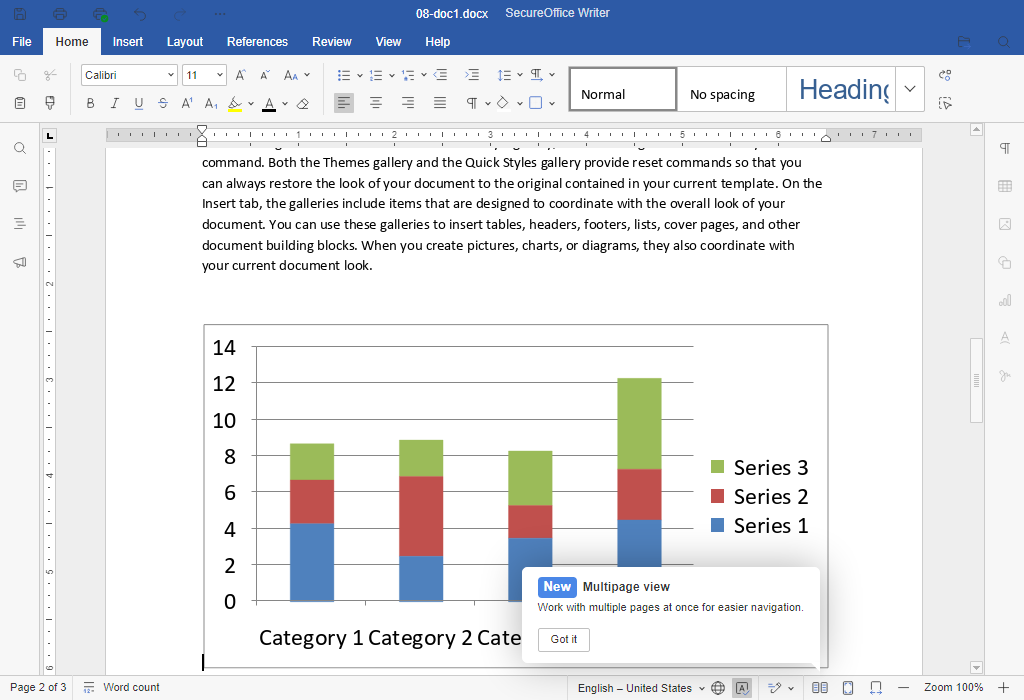 08-doc1.docx SecureOffice Writer
File Home Insert Layout References Review View Help
Calibri 11
Normal No spacing Heading
1 2 3 4 5 6 7
command. Both the Themes gallery and the Quick Styles gallery provide reset commands so that you
can always restore the look of your document to the original contained in your current template. On the
Insert tab, the galleries include items that are designed to coordinate with the overall look of your
document. You can use these galleries to insert tables, headers, footers, lists, cover pages, and other
document building blocks. When you create pictures, charts, or diagrams, they also coordinate with
your current document look.
14
12
10
8
6
4
2
0
Series 3
Series 2
Series 1
Category 1 Category 2 Cate
New Multipage view
Work with multiple pages at once for easier navigation.
Got it
Page 2 of 3 Word count English – United States Zoom 100%